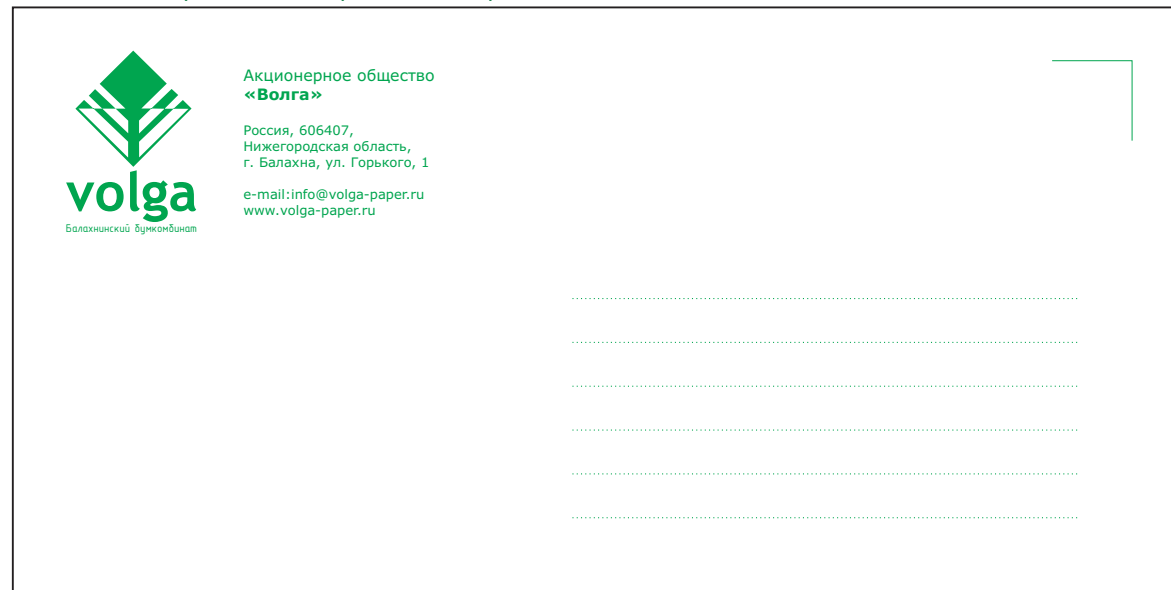 volga
Балахнинский бумкомбинат
Акционерное общество
«Волга»
Россия, 606407,
Нижегородская область,
г. Балахна, ул. Горького, 1
e-mail:info@volga-paper.ru
www.volga-paper.ru